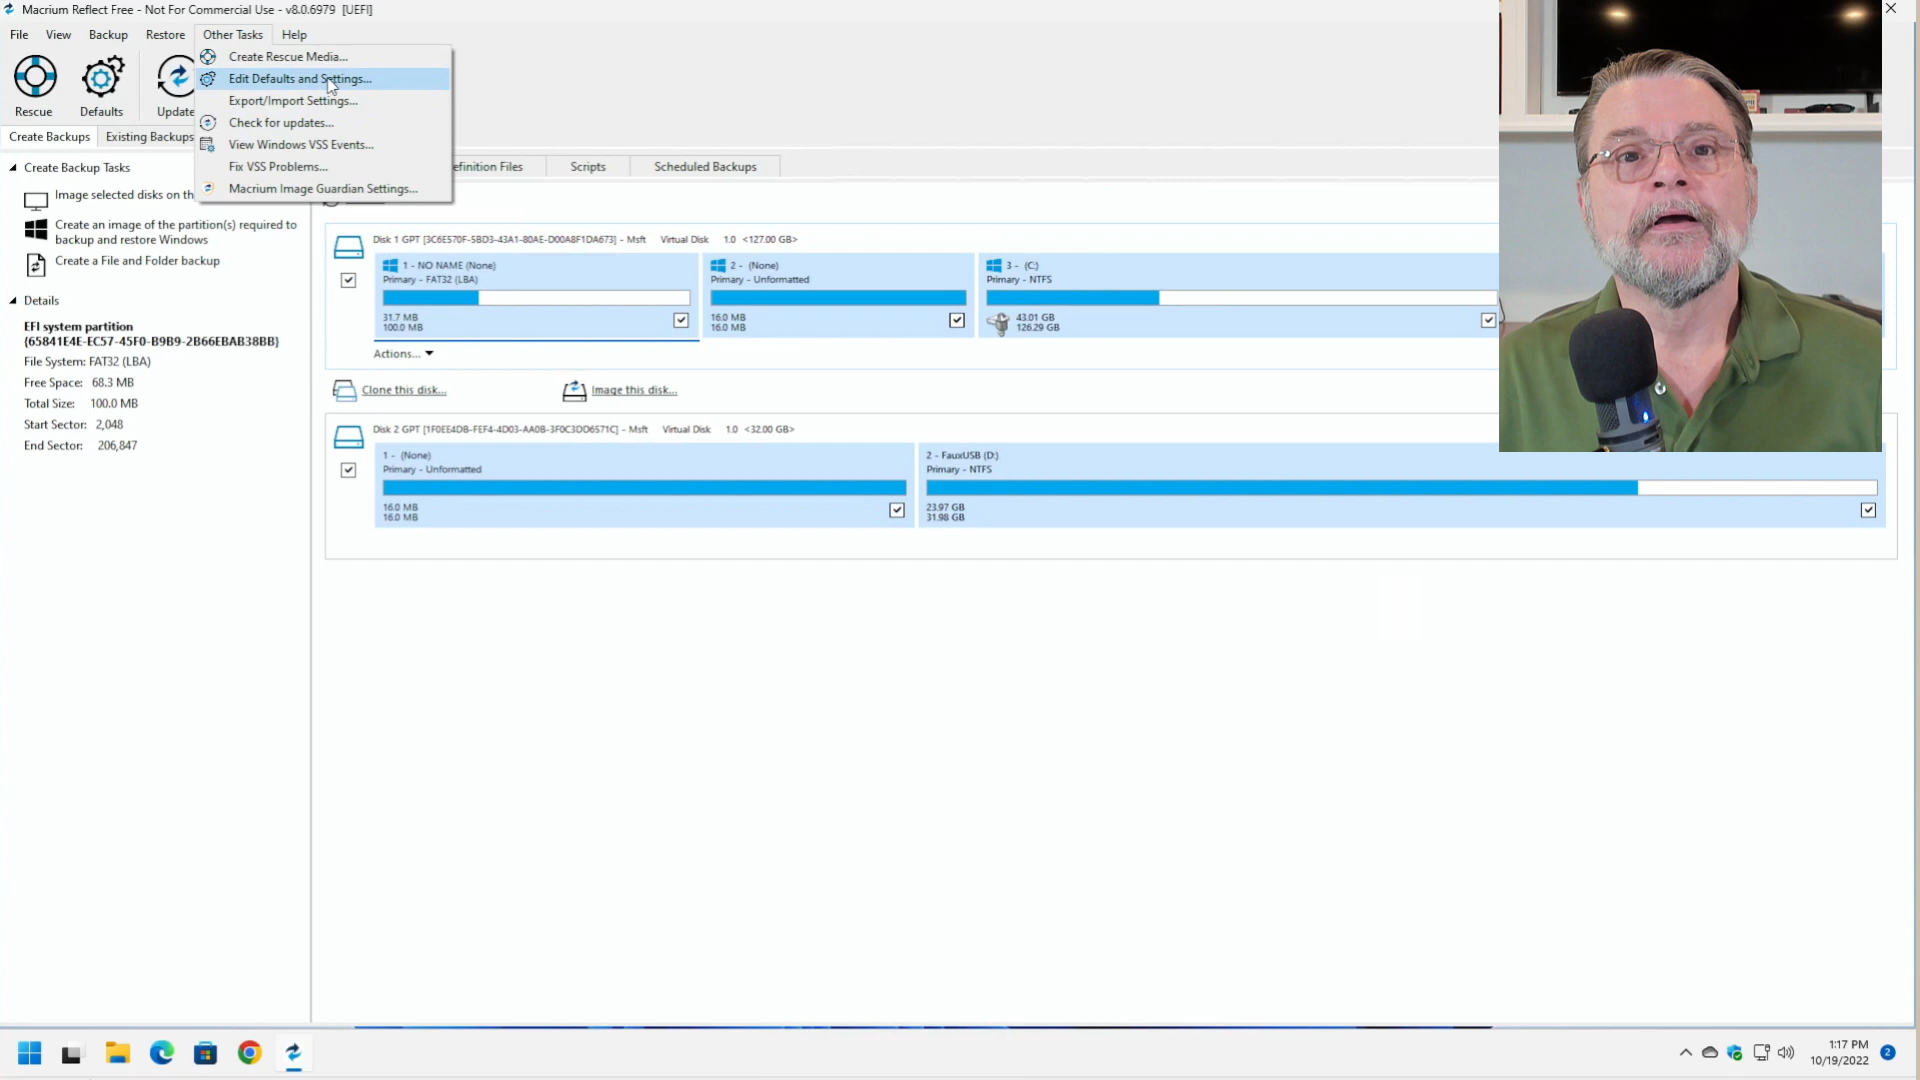 Macrium Reflect Free - Not For Commercial Use - v8.0.6979 [UEFI]
File View Backup Restore Other Tasks Help
Rescue Defaults Update
Create Rescue Media...
Edit Defaults and Settings...
Export/Import Settings...
Check for updates...
View Windows VSS Events...
Fix VSS Problems...
Macrium Image Guardian Settings...
Create Backups Existing Backups
efinition Files Scripts Scheduled Backups
Create Backup Tasks
Image selected disks on th
Create an image of the partition(s) required to
backup and restore Windows
Create a File and Folder backup
Details
EFI system partition
{65841E4E-EC57-45F0-B9B9-2B66EBAB38BB}
File System: FAT32 (LBA)
Free Space: 68.3 MB
Total Size: 100.0 MB
Start Sector: 2,048
End Sector: 206,847
Disk 1 GPT [3C6E570F-5BD3-43A1-80AE-D00A8F1DA673] - Msft Virtual Disk 1.0 <127.00 GB>
1 - NO NAME (None)
Primary - FAT32 (LBA)
31.7 MB
100.0 MB
2 - (None)
Primary - Unformatted
16.0 MB
16.0 MB
3 - (C:)
Primary - NTFS
43.01 GB
126.29 GB
Actions...
Clone this disk... Image this disk...
Disk 2 GPT [1F0EE4DB-FEF4-4D03-AA0B-3F0C3DD6571C] - Msft Virtual Disk 1.0 <32.00 GB>
1 - (None)
Primary - Unformatted
16.0 MB
16.0 MB
2 - FauxUSB (D:)
Primary - NTFS
23.97 GB
31.98 GB
1:17 PM
10/19/2022
2